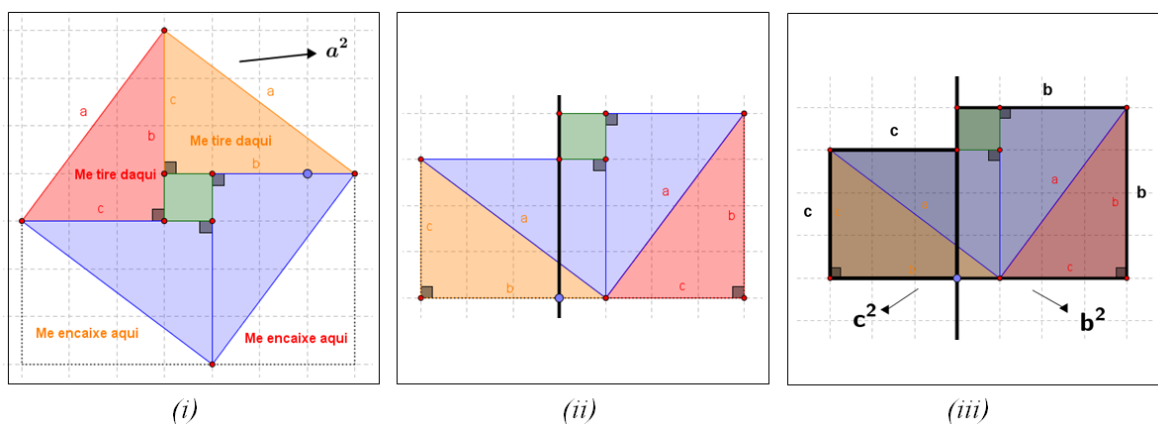 a²
a
a
c
b
Me tire daqui
b
Me tire daqui
c
Me encaixe aqui
Me encaixe aqui
a
a
c
b
b
c
b
c
a
a
b
c
b
c
c² b²
(i) (ii) (iii)